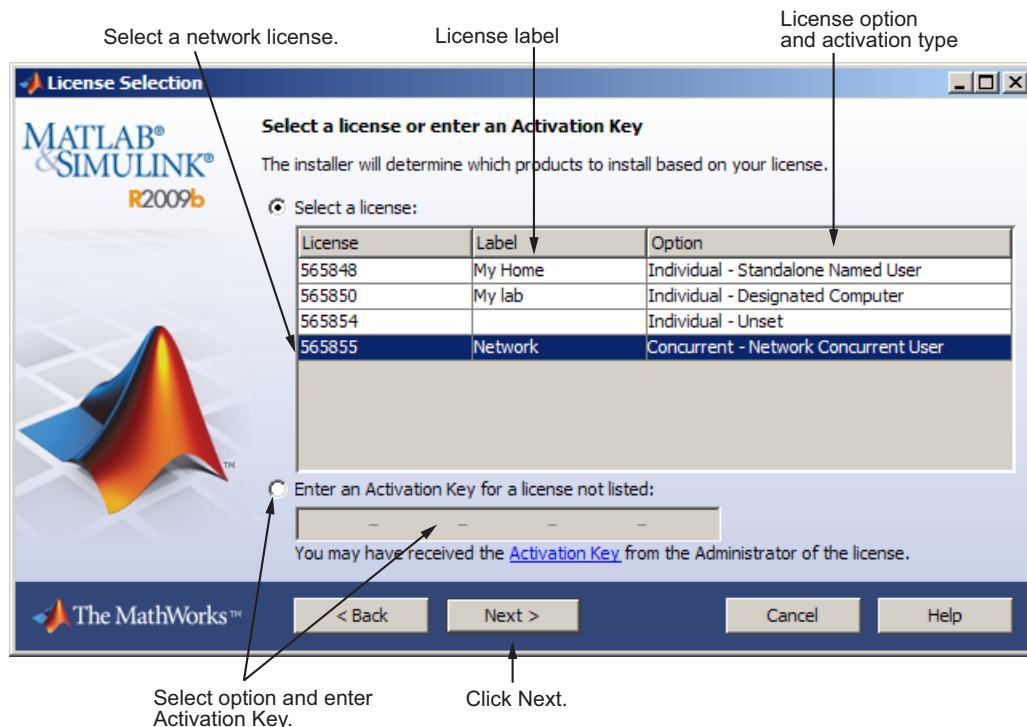 Select a network license.
License label
License option
and activation type
License Selection
MATLAB®
&SIMULINK®
R2009b
Select a license or enter an Activation Key
The installer will determine which products to install based on your license.
Select a license:
License Label Option
565848 My Home Individual - Standalone Named User
565850 My lab Individual - Designated Computer
565854 Individual - Unset
565855 Network Concurrent - Network Concurrent User
TM
Enter an Activation Key for a license not listed:
– – – –
You may have received the Activation Key from the Administrator of the license.
The MathWorks™
< Back Next > Cancel Help
Select option and enter
Activation Key.
Click Next.